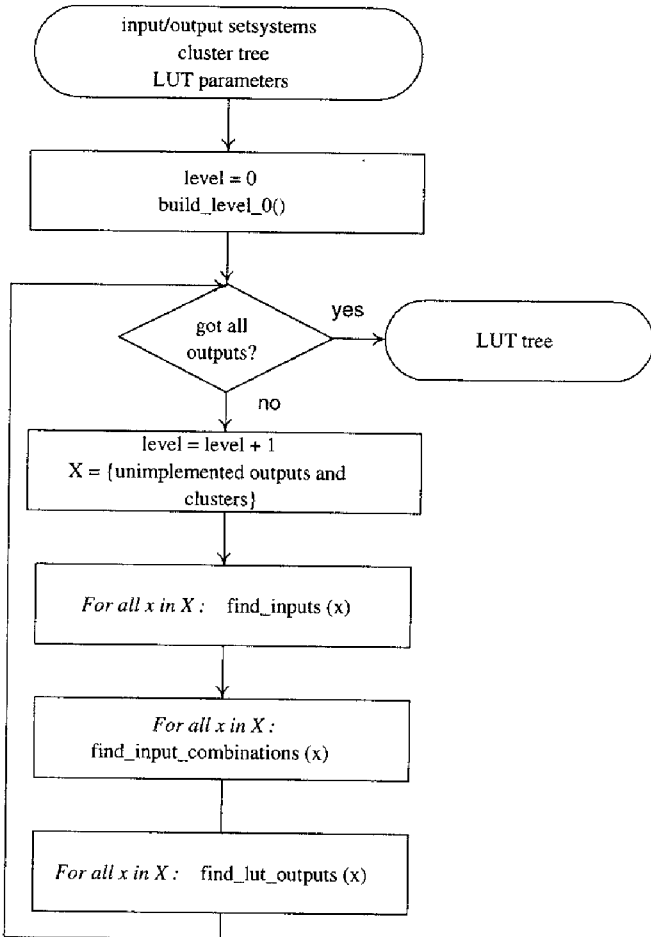 input/output setsystems
cluster tree
LUT parameters
level = 0
build_level_0()
got all
outputs?
yes
LUT tree
no
level = level + 1
X = {unimplemented outputs and
clusters}
For all x in X : find_inputs (x)
For all x in X :
find_input_combinations (x)
For all x in X : find_lut_outputs (x)